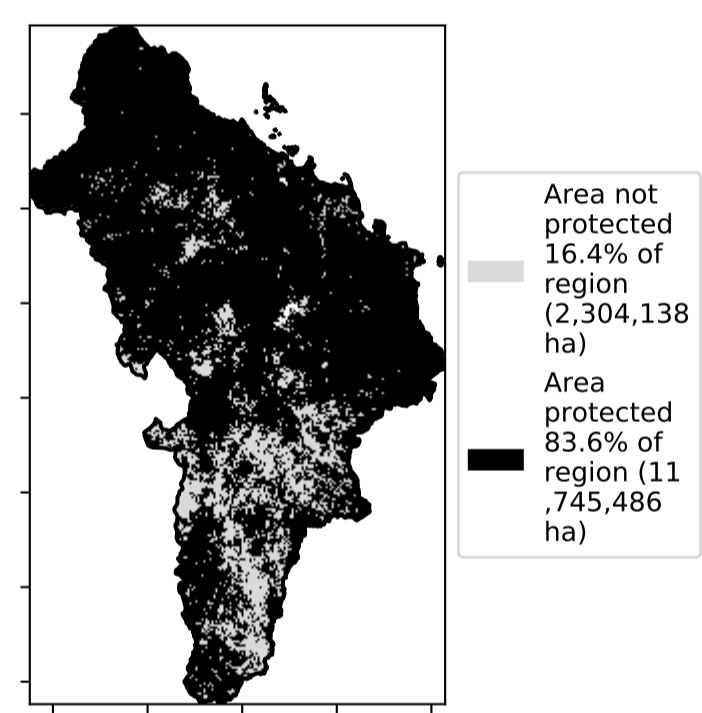 Area not
protected
16.4% of
region
(2,304,138
ha)
Area
protected
83.6% of
region (11
,745,486
ha)